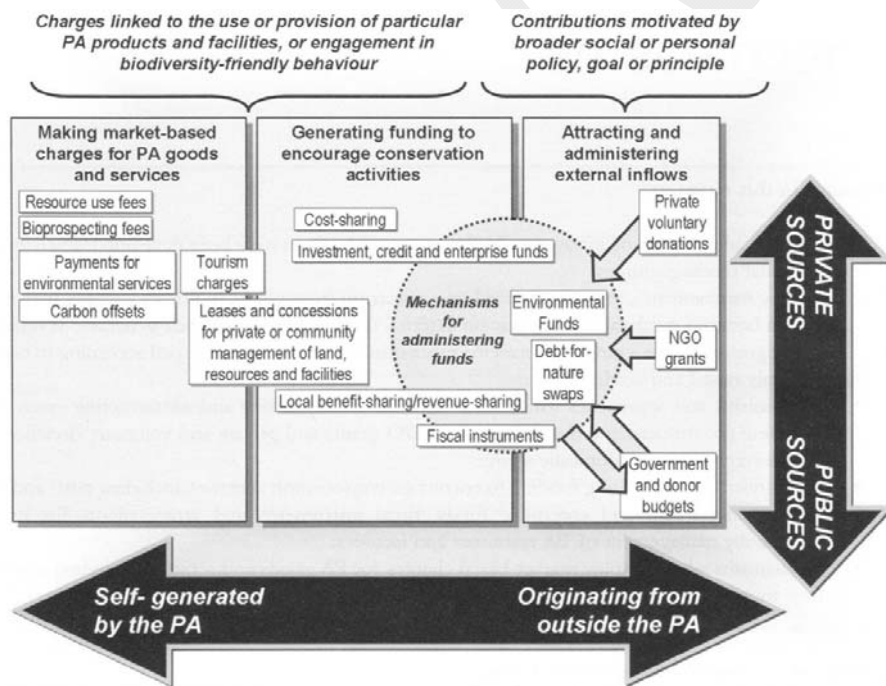 Charges linked to the use or provision of particular
PA products and facilities, or engagement in
biodiversity-friendly behaviour
Contributions motivated by
broader social or personal
policy, goal or principle
Making market-based
charges for PA goods
and services
Generating funding to
encourage conservation
activities
Attracting and
administering
external inflows
Resource use fees
Bioprospecting fees
Payments for
environmental services
Carbon offsets
Tourism
charges
Leases and concessions
for private or community
management of land,
resources and facilities
Cost-sharing
Investment, credit and enterprise funds
Mechanisms
for
administering
funds
Local benefit-sharing/revenue-sharing
Fiscal instruments
Private
voluntary
donations
Environmental
Funds
Debt-for-
nature
swaps
NGO
grants
Government
and donor
budgets
PRIVATE
SOURCES
PUBLIC
SOURCES
Self- generated
by the PA
Originating from
outside the PA